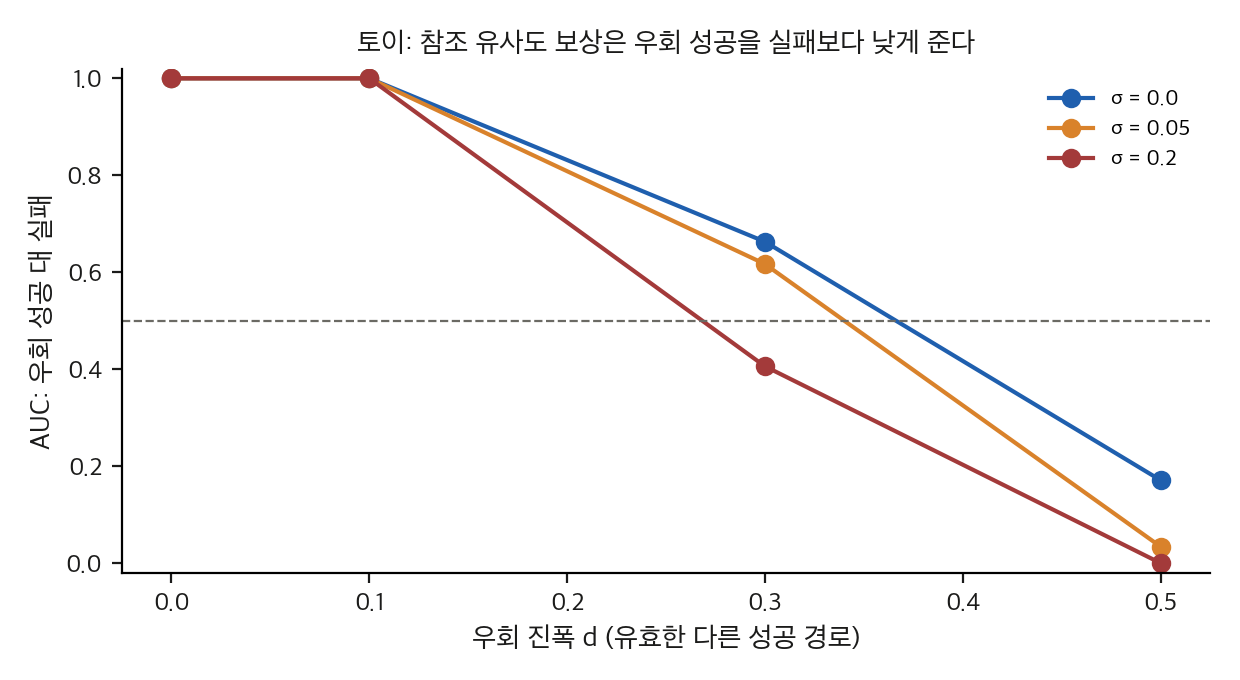 토이: 참조 유사도 보상은 우회 성공을 실패보다 낮게 준다
σ = 0.0
σ = 0.05
σ = 0.2
AUC: 우회 성공 대 실패
1.0
0.8
0.6
0.4
0.2
0.0
0.0 0.1 0.2 0.3 0.4 0.5
우회 진폭 d (유효한 다른 성공 경로)